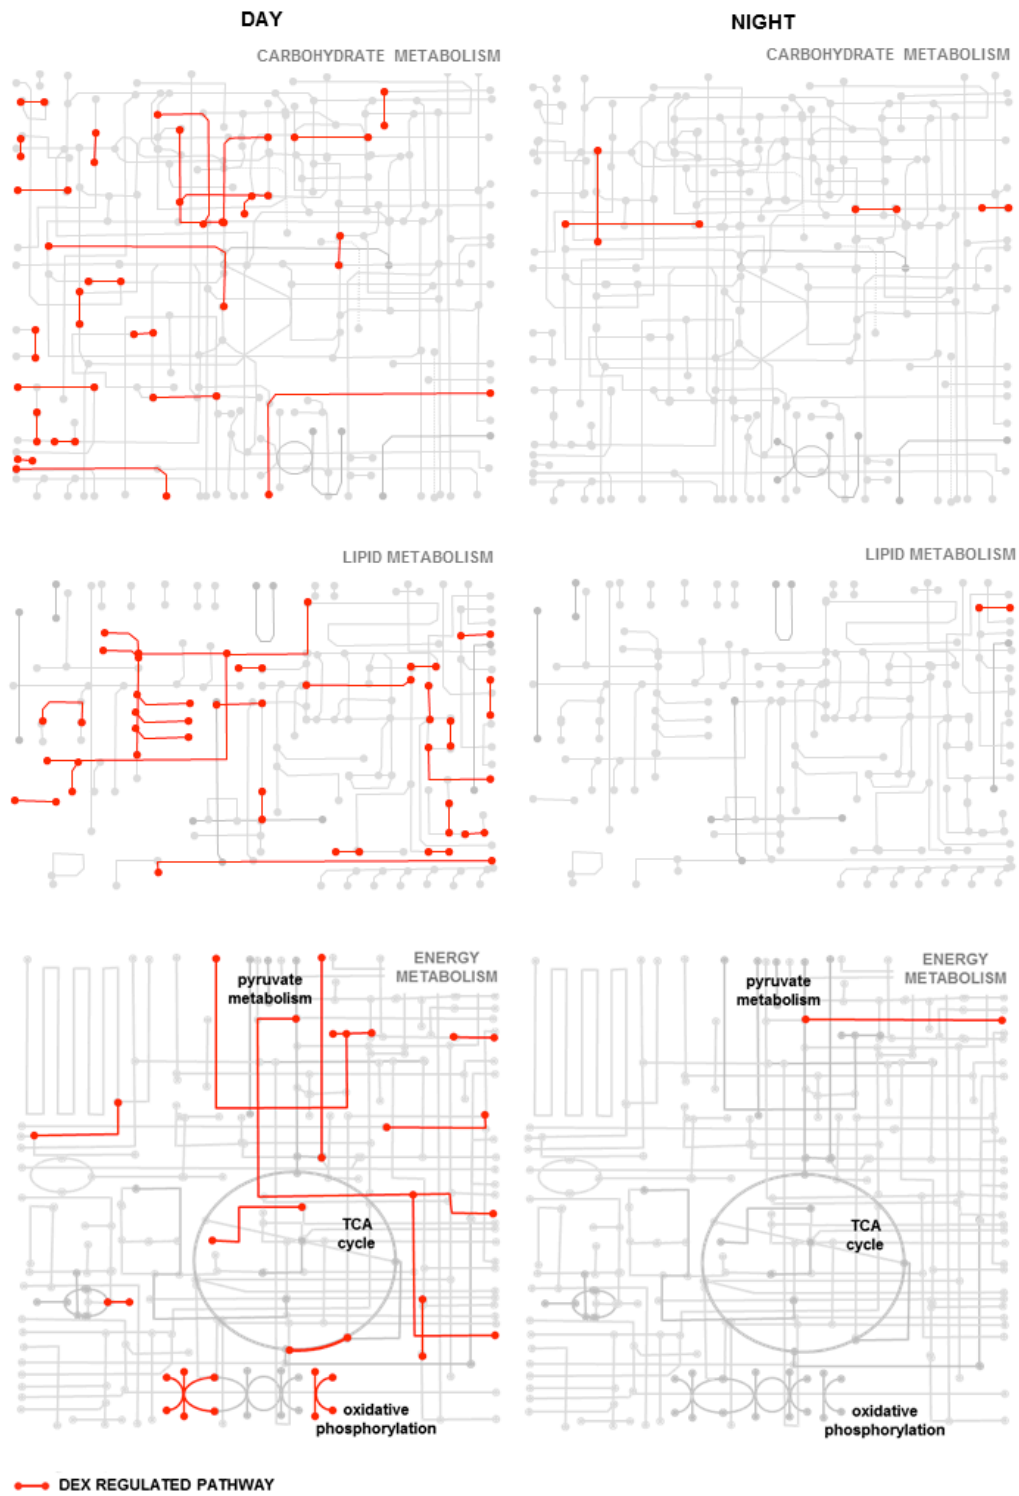 DAY
NIGHT
CARBOHYDRATE METABOLISM
CARBOHYDRATE METABOLISM
LIPID METABOLISM
LIPID METABOLISM
ENERGY
METABOLISM
pyruvate
metabolism
TCA
cycle
oxidative
phosphorylation
ENERGY
METABOLISM
pyruvate
metabolism
TCA
cycle
oxidative
phosphorylation
DEX REGULATED PATHWAY